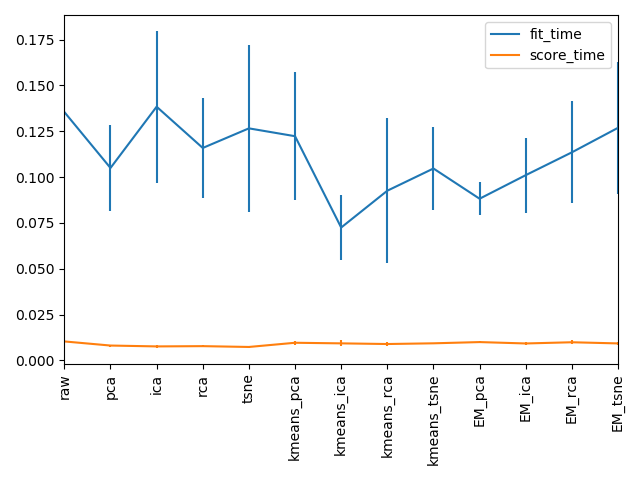 fit_time
score_time
0.175
0.150
0.125
0.100
0.075
0.050
0.025
0.000
raw
pca
ica
rca
tsne
kmeans_pca
kmeans_ica
kmeans_rca
kmeans_tsne
EM_pca
EM_ica
EM_rca
EM_tsne